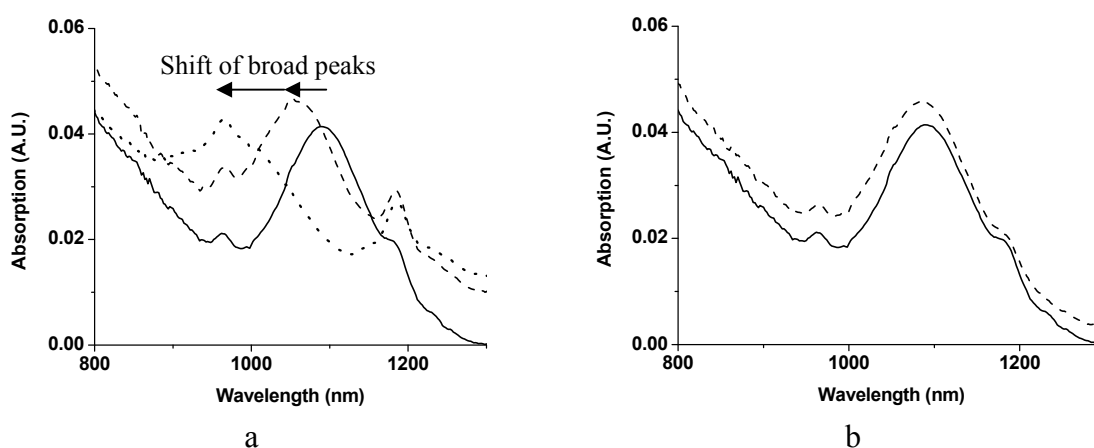 0.06
Shift of broad peaks
0.04
0.02
0.00
800
1000
1200
Absorption (A.U.)
Wavelength (nm)
a
0.06
0.04
0.02
0.00
800
1000
1200
Absorption (A.U.)
Wavelength (nm)
b